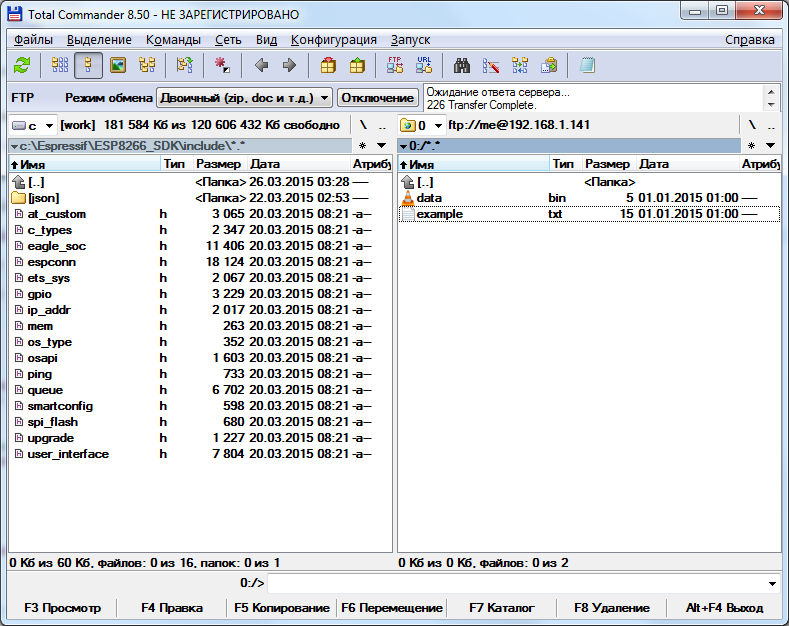 Total Commander 8.50 - НЕ ЗАРЕГИСТРИРОВАНО
Файлы Выделение Команды Сеть Вид Конфигурация Запуск Справка
FTP URL
FTP Режим обмена Двоичный (zip, doc и т.д.) Отключение
Ожидание ответа сервера...
226 Transfer Complete.
c [work] 181 584 Кб из 120 606 432 Кб свободно \ ..
c:\Espressif\ESP8266_SDK\include\*.* *
Имя Тип Размер Дата Атрибу
[..] <Папка> 26.03.2015 03:28 ----
[json] <Папка> 22.03.2015 02:53 ----
at_custom h 3 065 20.03.2015 08:21 -a--
c_types h 2 347 20.03.2015 08:21 -a--
eagle_soc h 11 406 20.03.2015 08:21 -a--
espconn h 18 124 20.03.2015 08:21 -a--
ets_sys h 2 067 20.03.2015 08:21 -a--
gpio h 3 229 20.03.2015 08:21 -a--
ip_addr h 2 017 20.03.2015 08:21 -a--
mem h 263 20.03.2015 08:21 -a--
os_type h 352 20.03.2015 08:21 -a--
osapi h 1 603 20.03.2015 08:21 -a--
ping h 733 20.03.2015 08:21 -a--
queue h 6 702 20.03.2015 08:21 -a--
smartconfig h 598 20.03.2015 08:21 -a--
spi_flash h 680 20.03.2015 08:21 -a--
upgrade h 1 227 20.03.2015 08:21 -a--
user_interface h 7 804 20.03.2015 08:21 -a--
0 Кб из 60 Кб, файлов: 0 из 16, папок: 0 из 1
0 ftp://me@192.168.1.141 \ ..
0:/*.* *
Имя Тип Размер Дата Атрибу
[..] <Папка>
data bin 5 01.01.2015 01:00 ----
example txt 15 01.01.2015 01:00 ----
0 Кб из 0 Кб, файлов: 0 из 2
0:/>
F3 Просмотр F4 Правка F5 Копирование F6 Перемещение F7 Каталог F8 Удаление Alt+F4 Выход